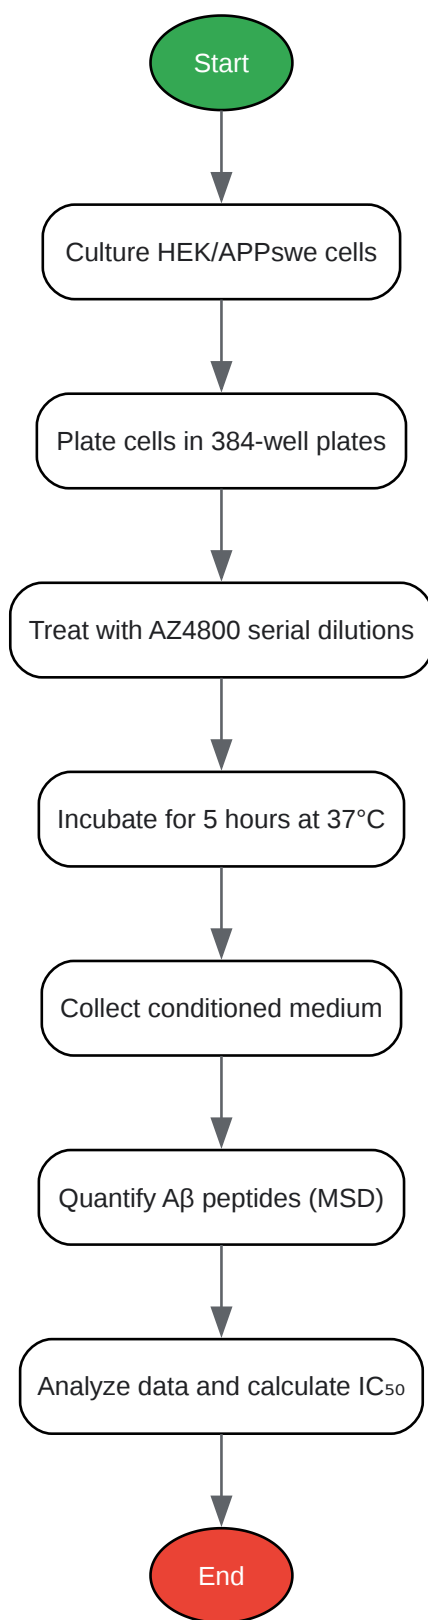 Start
Culture HEK/APPswe cells
Plate cells in 384-well plates
Treat with AZ4800 serial dilutions
Incubate for 5 hours at 37°C
Collect conditioned medium
Quantify Aβ peptides (MSD)
Analyze data and calculate IC₅₀
End